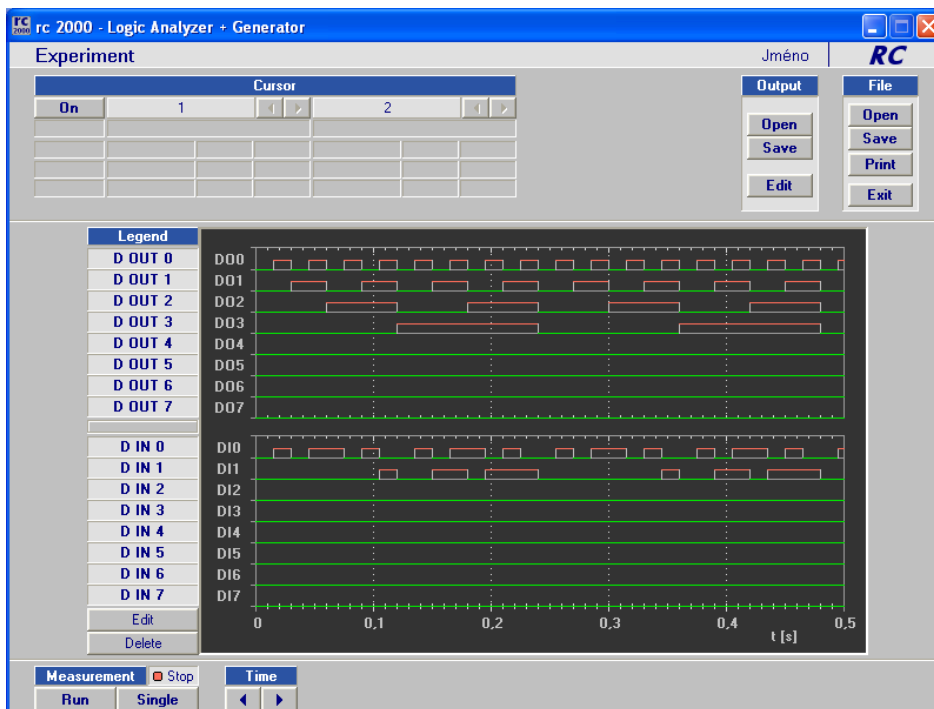 rc 2000 rc 2000 - Logic Analyzer + Generator
Experiment Jméno RC
Cursor Output File
On 1 2
Open Open
Save Save
Print
Edit Exit
Legend
D OUT 0 DO0
D OUT 1 DO1
D OUT 2 DO2
D OUT 3 DO3
D OUT 4 DO4
D OUT 5 DO5
D OUT 6 DO6
D OUT 7 DO7
D IN 0 DI0
D IN 1 DI1
D IN 2 DI2
D IN 3 DI3
D IN 4 DI4
D IN 5 DI5
D IN 6 DI6
D IN 7 DI7
Edit 0 0,1 0,2 0,3 0,4 0,5
Delete t [s]
Measurement Stop Time
Run Single